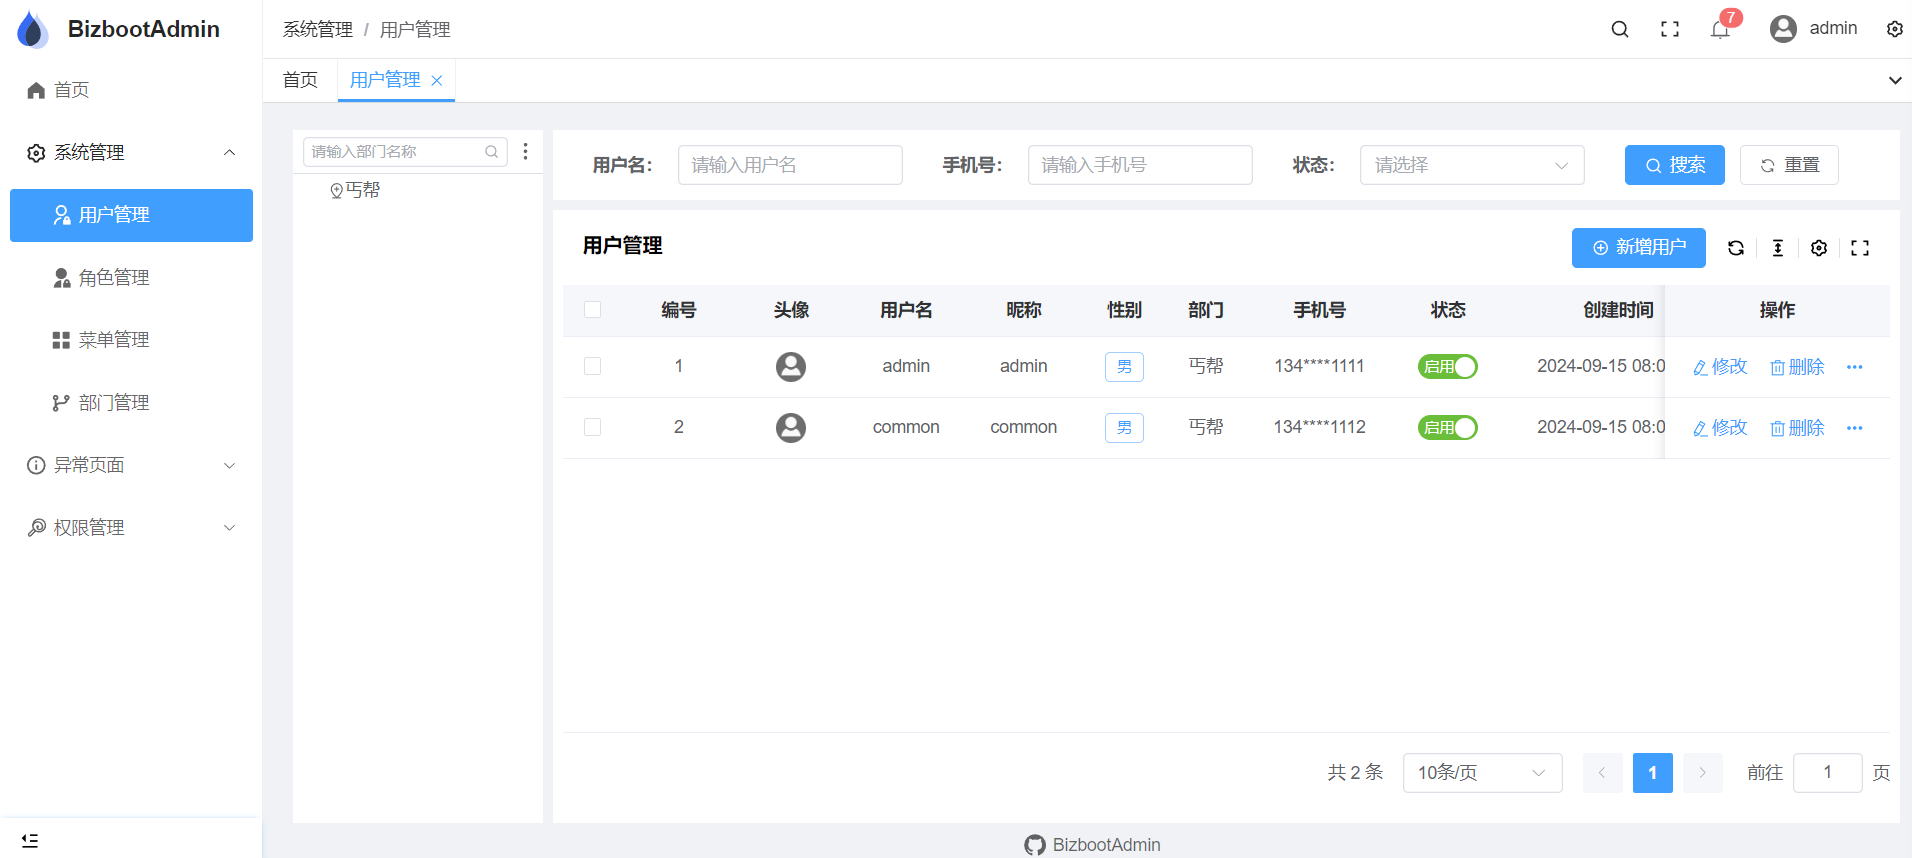 BizbootAdmin
首页
系统管理
用户管理
角色管理
菜单管理
部门管理
异常页面
权限管理
系统管理 / 用户管理
7
admin
首页 用户管理
请输入部门名称
丐帮
用户名： 请输入用户名 手机号： 请输入手机号 状态： 请选择 搜索 重置
用户管理 新增用户
编号 头像 用户名 昵称 性别 部门 手机号 状态 创建时间 操作
1 admin admin 男 丐帮 134****1111 启用 2024-09-15 08:0 修改 删除
2 common common 男 丐帮 134****1112 启用 2024-09-15 08:0 修改 删除
共 2 条 10条/页 1 前往 1 页
BizbootAdmin